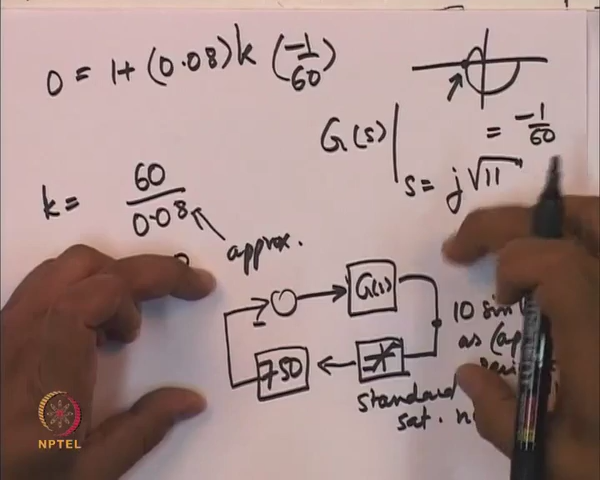 0 = 1 + (0.08) k (-1/60)
G(s)| s = j√11 = -1/60
k = 60/0.08
approx.
G(s)
10 sin
as (ap
750
standard
sat. n
NPTEL